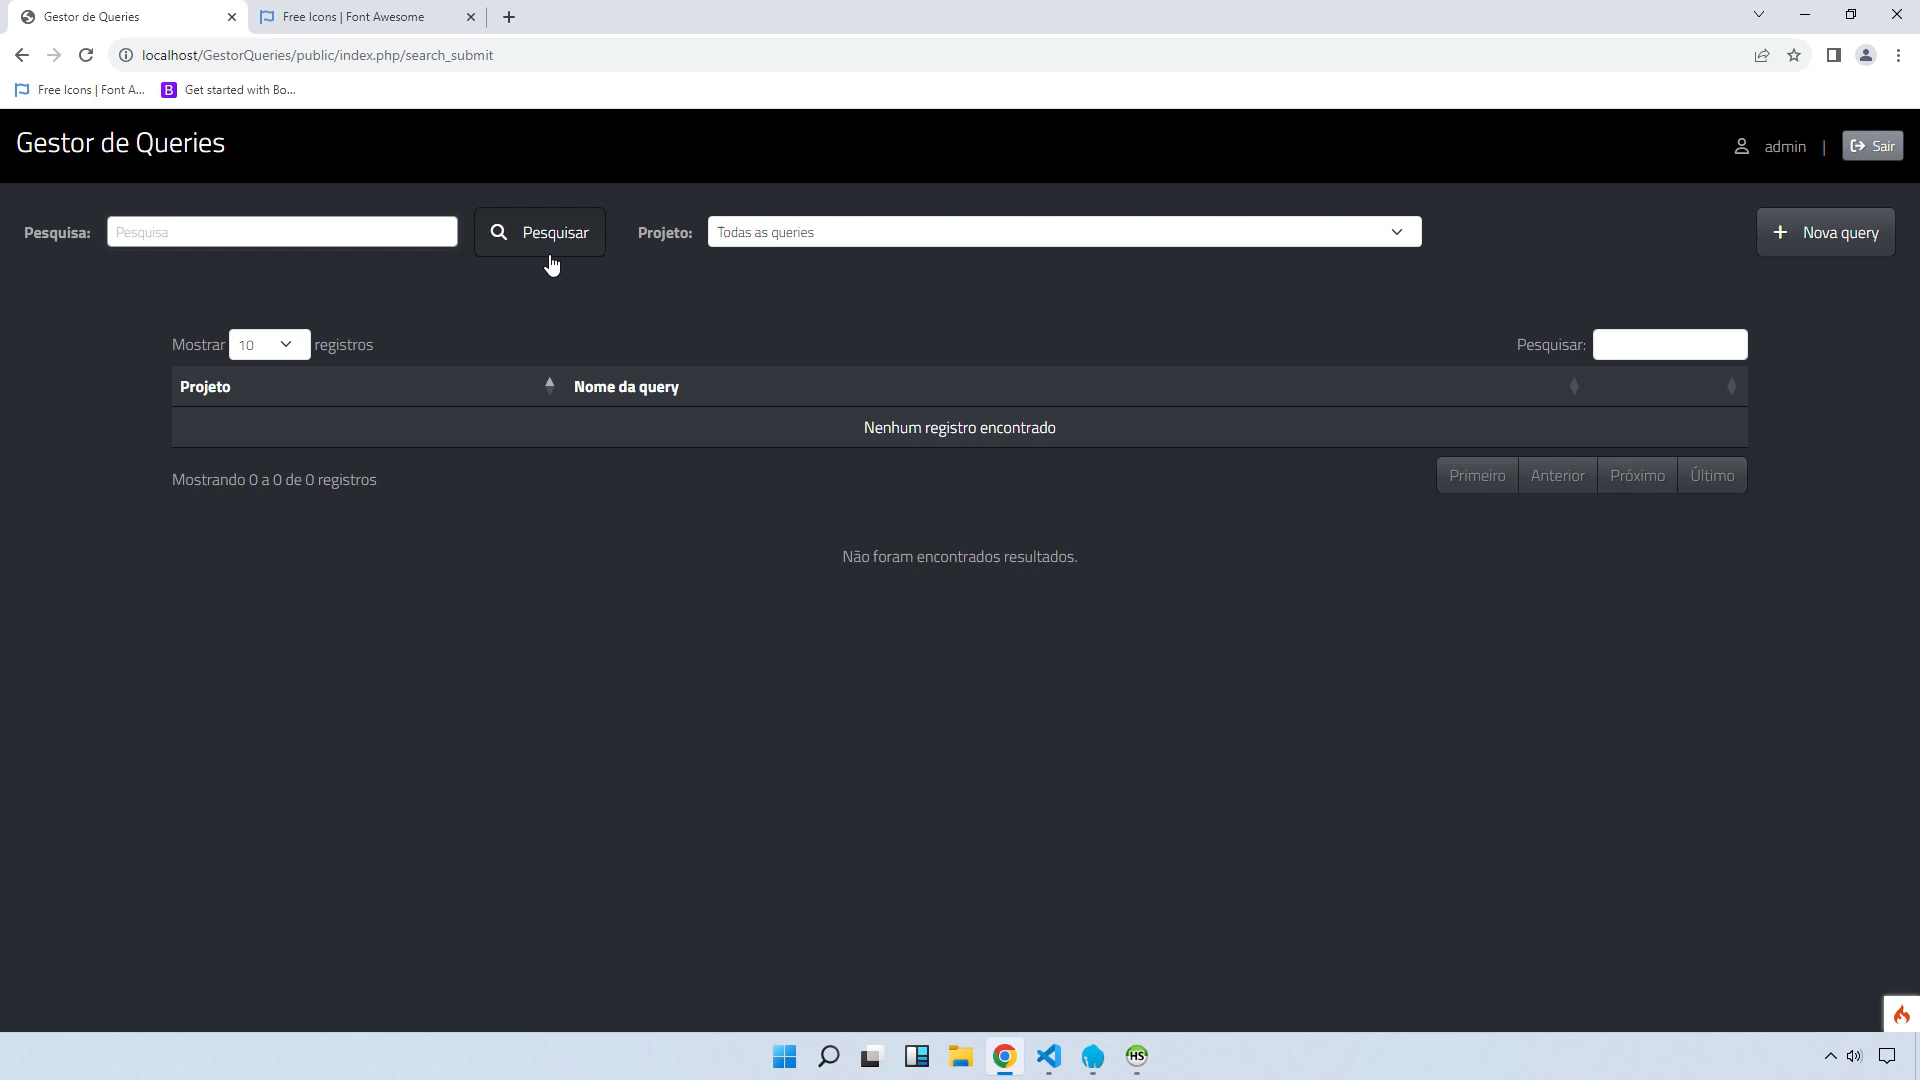 Gestor de Queries
Free Icons | Font Awesome
localhost/GestorQueries/public/index.php/search_submit
Free Icons | Font A...
B Get started with Bo...
Gestor de Queries
admin | Sair
Pesquisa: Pesquisa Pesquisar Projeto: Todas as queries Nova query
Mostrar 10 registros Pesquisar:
Projeto Nome da query
Nenhum registro encontrado
Mostrando 0 a 0 de 0 registros Primeiro Anterior Próximo Último
Não foram encontrados resultados.
HS